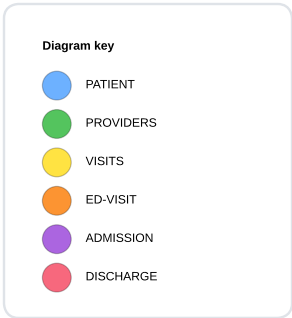 Diagram key
PATIENT
PROVIDERS
VISITS
ED-VISIT
ADMISSION
DISCHARGE